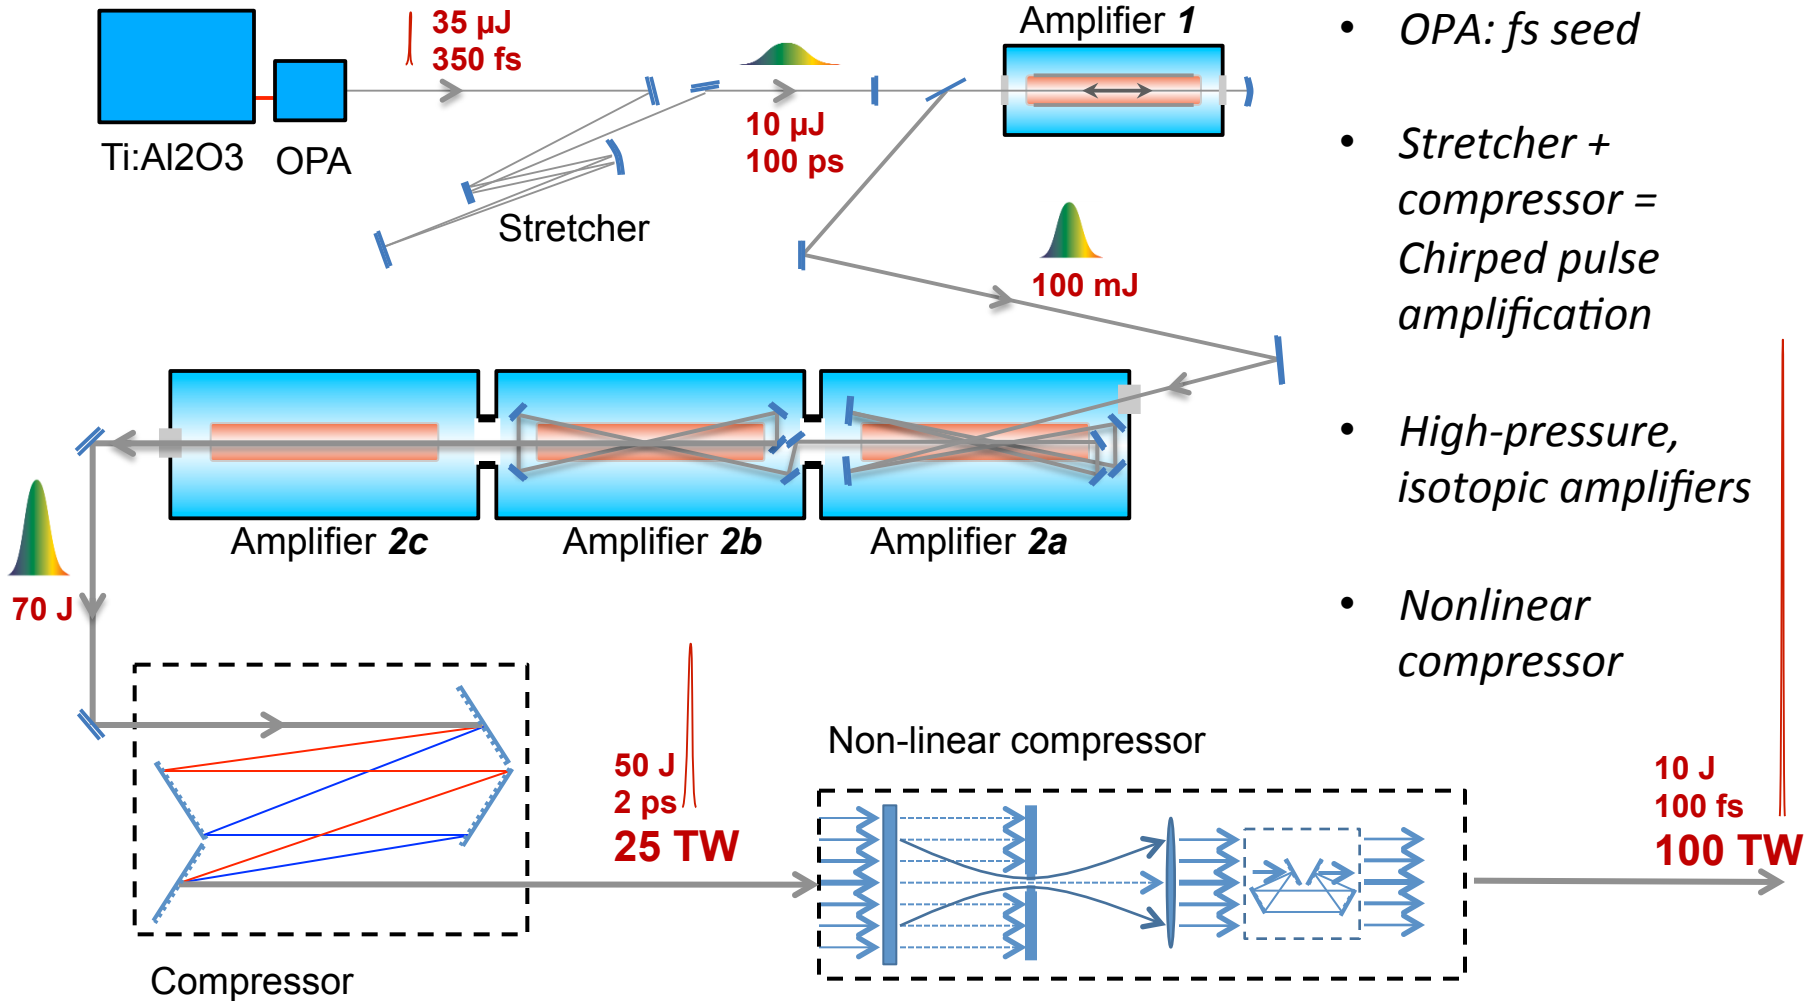 35 µJ
350 fs
Ti:Al2O3
OPA
Stretcher
10 µJ
100 ps
Amplifier 1
100 mJ
Amplifier 2c
Amplifier 2b
Amplifier 2a
70 J
Compressor
50 J
2 ps
25 TW
Non-linear compressor
10 J
100 fs
100 TW
• OPA: fs seed
• Stretcher +
compressor =
Chirped pulse
amplification
• High-pressure,
isotopic amplifiers
• Nonlinear
compressor